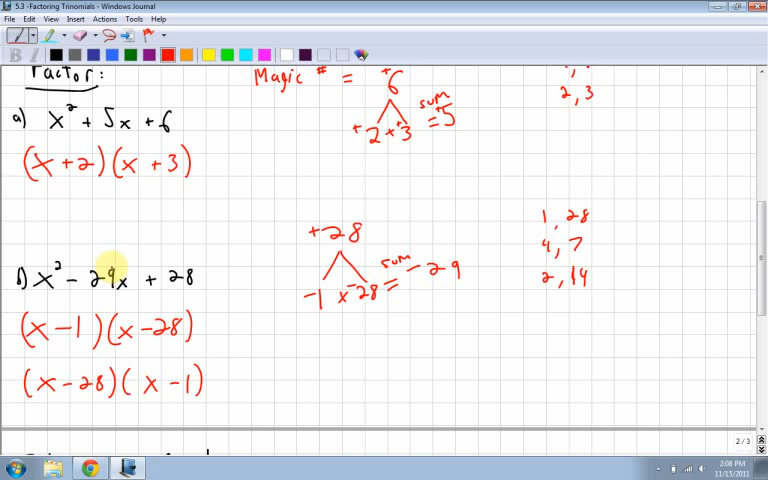 5.3 -Factoring Trinomials - Windows Journal
File Edit View Insert Actions Tools Help
B I
Factor:
Magic # = +6
2, 3
sum
+2 x +3 = +5
a) x² + 5x + 6
(x + 2)(x + 3)
+28
1, 28
sum
-1 x -28 = -29
4, 7
2, 14
b) x² - 29x + 28
(x - 1)(x - 28)
(x - 28)(x - 1)
2 / 3
2:08 PM
11/15/2011